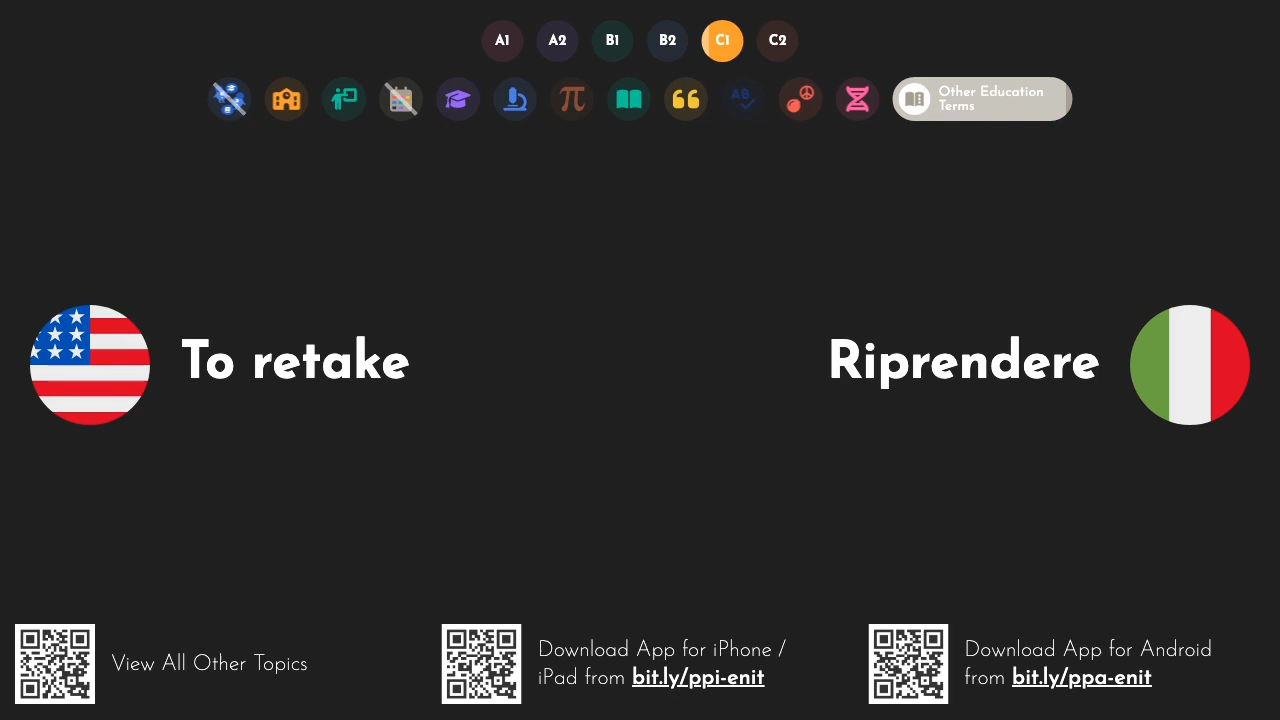 A1 A2 B1 B2 C1 C2
Other Education
Terms
To retake
Riprendere
View All Other Topics
Download App for iPhone /
iPad from bit.ly/ppi-enit
Download App for Android
from bit.ly/ppa-enit